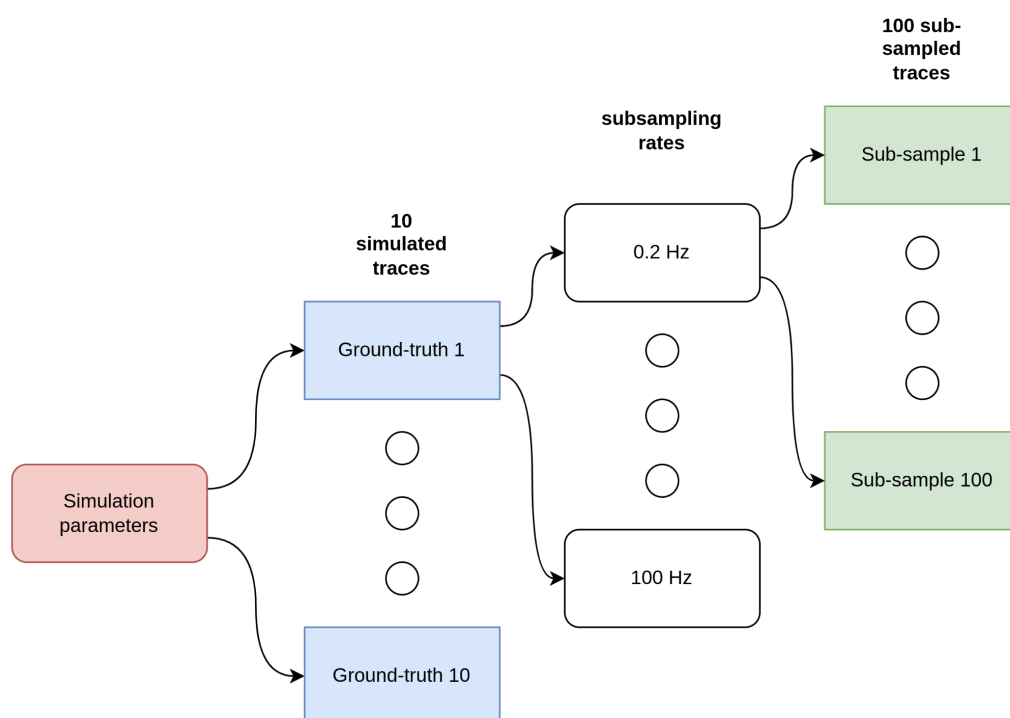 100 sub-
sampled
traces
subsampling
rates
Sub-sample 1
10
simulated
traces
0.2 Hz
Ground-truth 1
Simulation
parameters
Sub-sample 100
100 Hz
Ground-truth 10